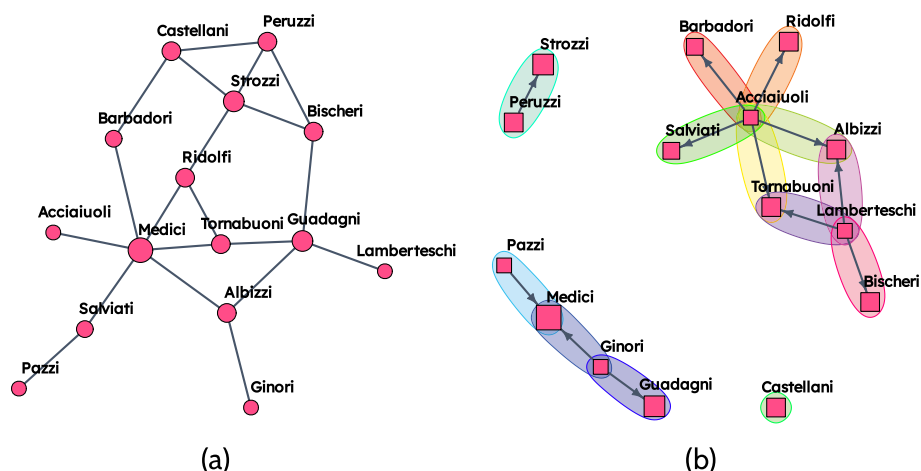 Castellani
Peruzzi
Strozzi
Barbadori
Bischeri
Ridolfi
Acciaiuoli
Medici
Tornabuoni
Guadagni
Lamberteschi
Albizzi
Salviati
Pazzi
Ginori
(a)
Strozzi
Peruzzi
Barbadori
Ridolfi
Acciaiuoli
Salviati
Albizzi
Tornabuoni
Lamberteschi
Bischeri
Pazzi
Medici
Ginori
Guadagni
Castellani
(b)